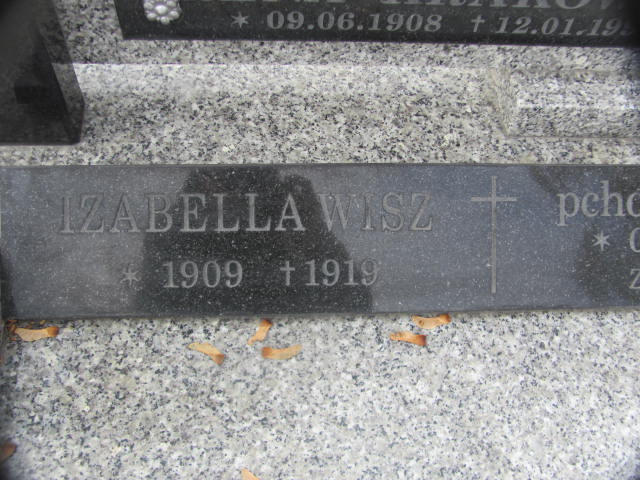 * 09.06.1908 † 12.01.19
IZABELLA WISZ
* 1909 † 1919
pch
*